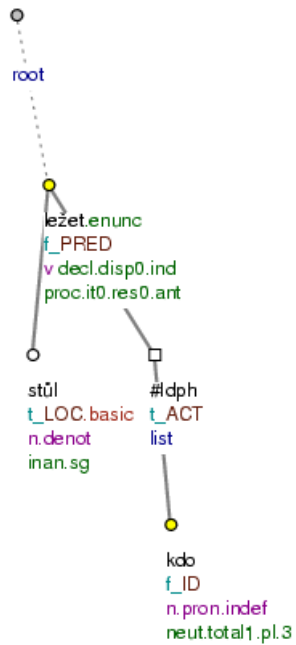 root
ležet.enunc
f_PRED
v decl.disp0.ind
proc.it0.res0.ant
stůl
t_LOC.basic
n.denot
inan.sg
#Idph
t_ACT
list
kdo
f_ID
n.pron.indef
neut.total1.pl.3